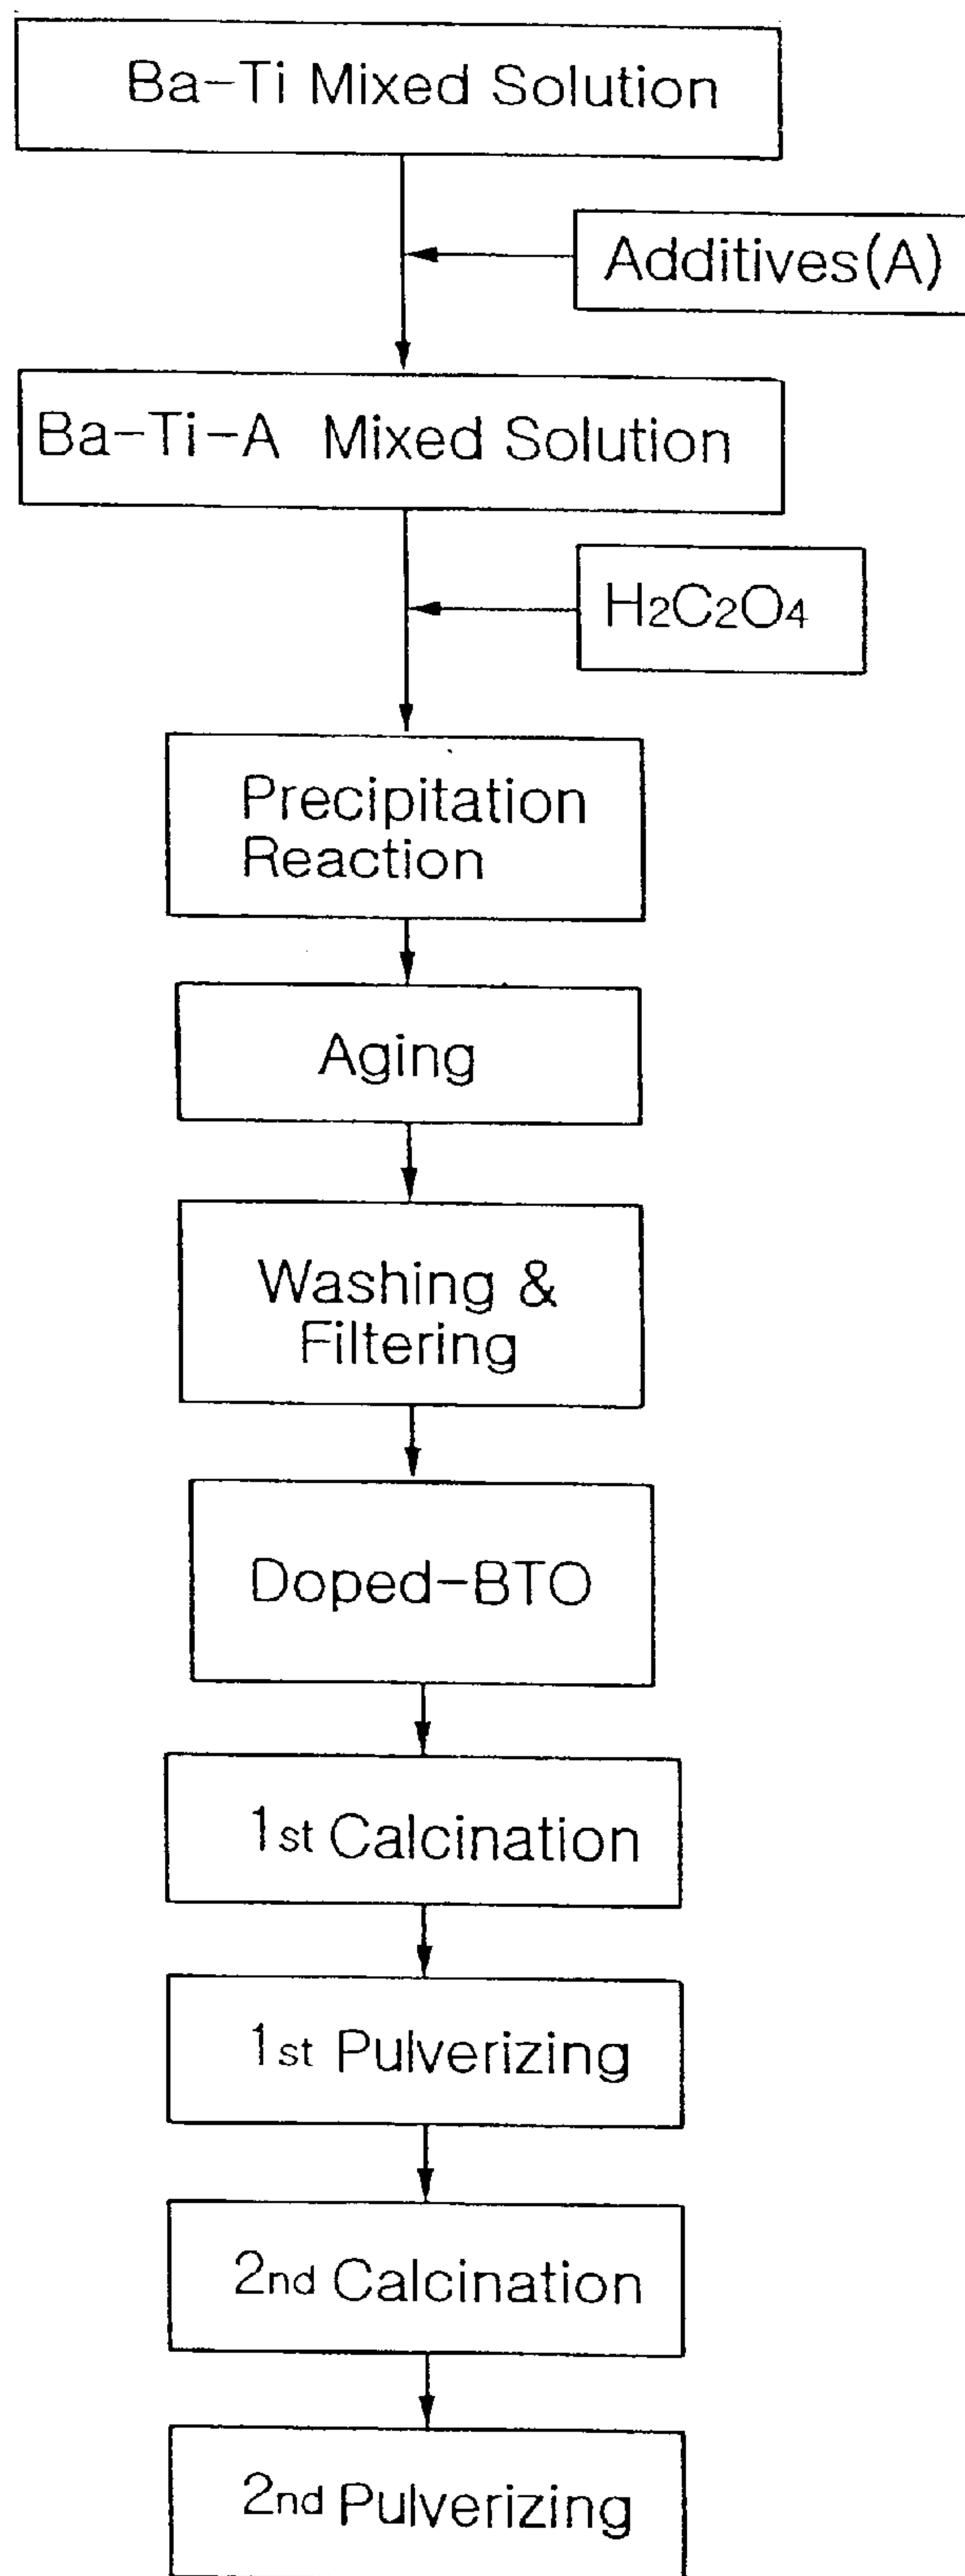 Ba-Ti Mixed Solution
Additives(A)
Ba-Ti-A Mixed Solution
H2C2O4
Precipitation
Reaction
Aging
Washing &
Filtering
Doped-BTO
1st Calcination
1st Pulverizing
2nd Calcination
2nd Pulverizing